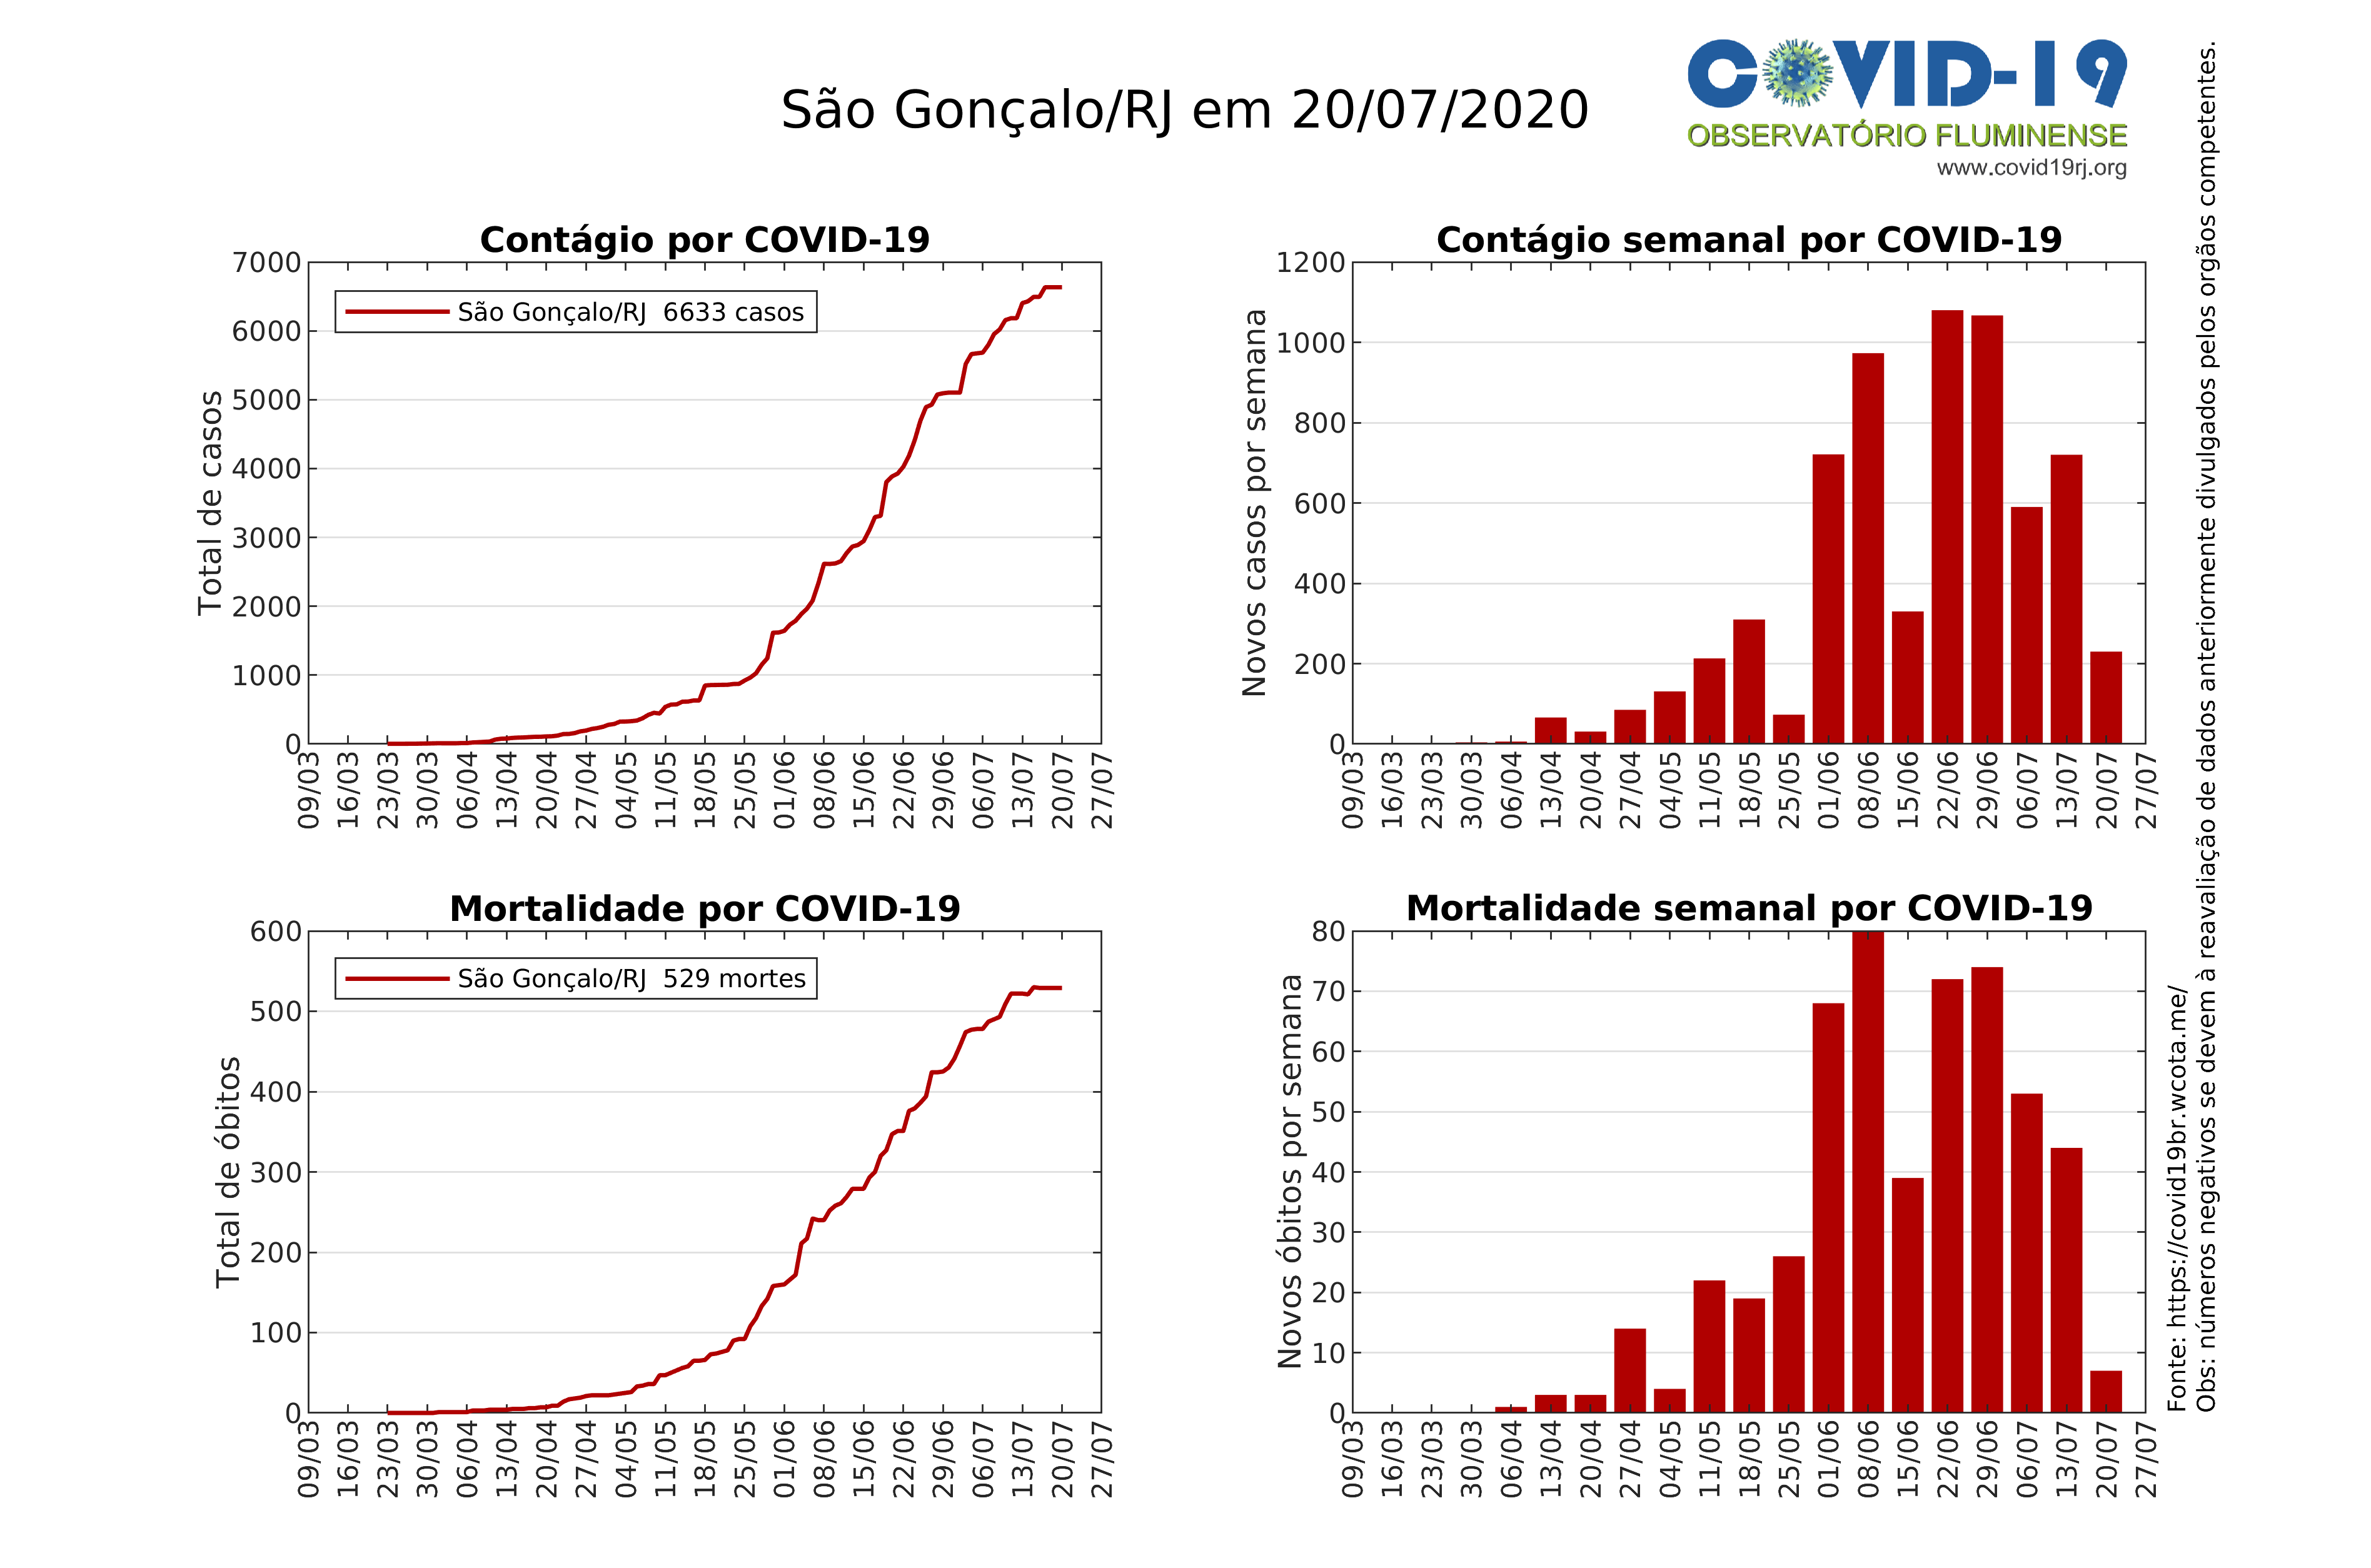 São Gonçalo/RJ em 20/07/2020
COVID-19
OBSERVATÓRIO FLUMINENSE
www.covid19rj.org
Contágio por COVID-19
Total de casos
7000
6000
5000
4000
3000
2000
1000
0
São Gonçalo/RJ 6633 casos
09/03 16/03 23/03 30/03 06/04 13/04 20/04 27/04 04/05 11/05 18/05 25/05 01/06 08/06 15/06 22/06 29/06 06/07 13/07 20/07 27/07
Contágio semanal por COVID-19
Novos casos por semana
1200
1000
800
600
400
200
0
09/03 16/03 23/03 30/03 06/04 13/04 20/04 27/04 04/05 11/05 18/05 25/05 01/06 08/06 15/06 22/06 29/06 06/07 13/07 20/07 27/07
Mortalidade por COVID-19
Total de óbitos
600
500
400
300
200
100
0
São Gonçalo/RJ 529 mortes
09/03 16/03 23/03 30/03 06/04 13/04 20/04 27/04 04/05 11/05 18/05 25/05 01/06 08/06 15/06 22/06 29/06 06/07 13/07 20/07 27/07
Mortalidade semanal por COVID-19
Novos óbitos por semana
80
70
60
50
40
30
20
10
0
09/03 16/03 23/03 30/03 06/04 13/04 20/04 27/04 04/05 11/05 18/05 25/05 01/06 08/06 15/06 22/06 29/06 06/07 13/07 20/07 27/07
Fonte: https://covid19br.wcota.me/
Obs: números negativos se devem à reavaliação de dados anteriormente divulgados pelos orgãos competentes.